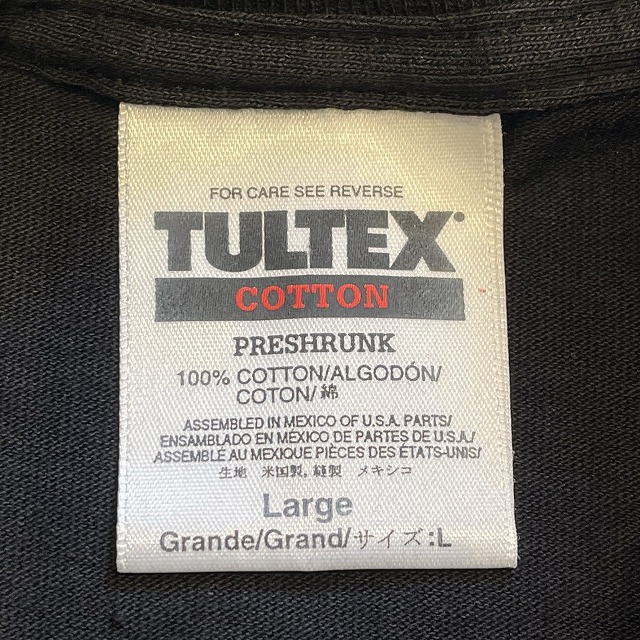 FOR CARE SEE REVERSE
TULTEX®
COTTON
PRESHRUNK
100% COTTON/ALGODÓN/
COTON/綿
ASSEMBLED IN MEXICO OF U.S.A. PARTS/
ENSAMBLADO EN MÉXICO DE PARTES DE U.S.A./
ASSEMBLÉ AU MEXIQUE PIÈCES DES ÉTATS-UNIS/
生地 米国製, 縫製 メキシコ
Large
Grande/Grand/サイズ:L